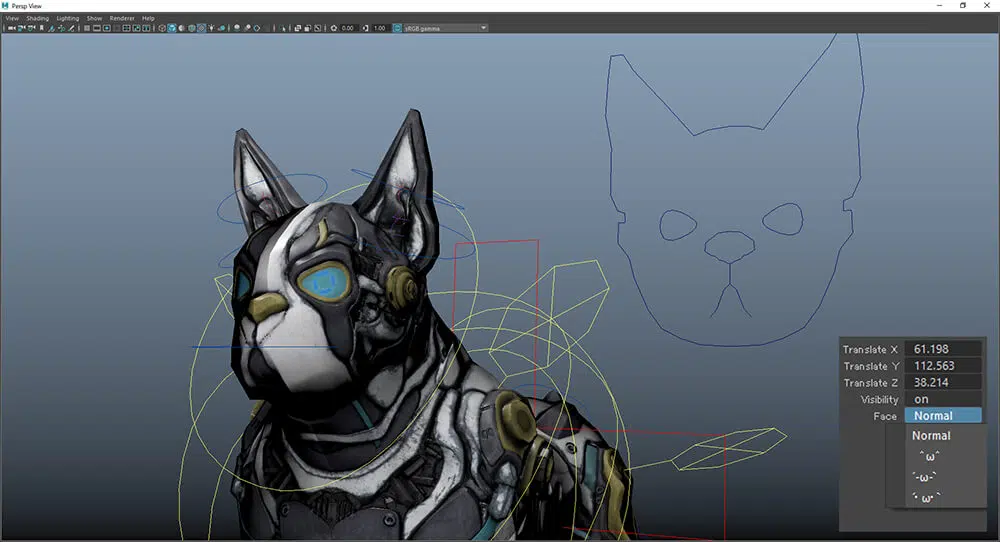 Persp View
View Shading Lighting Show Renderer Help
0.00 1.00 sRGB gamma
Translate X 61.198
Translate Y 112.563
Translate Z 38.214
Visibility on
Face Normal
Normal
ˆωˆ
´-ω-`
´• ω• `